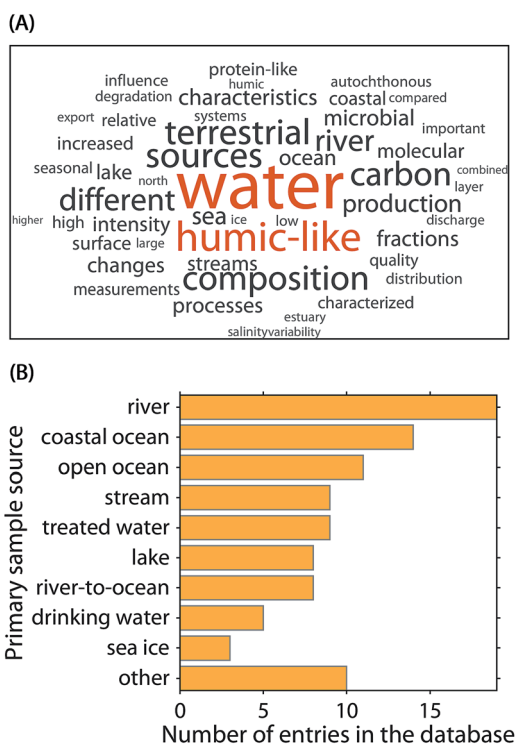 (A)
protein-like
influence
humic
autochthonous
degradation
characteristics
coastal
compared
export
relative
systems
microbial
important
terrestrial
river
increased
sources
ocean
molecular
seasonal
lake
north
water
carbon
combined
layer
different
production
higher
high
intensity
sea
ice
low
discharge
surface
large
humic-like
fractions
changes
streams
quality
composition
distribution
measurements
processes
characterized
estuary
salinity
variability
(B)
Primary sample source
river
coastal ocean
open ocean
stream
treated water
lake
river-to-ocean
drinking water
sea ice
other
0 5 10 15
Number of entries in the database